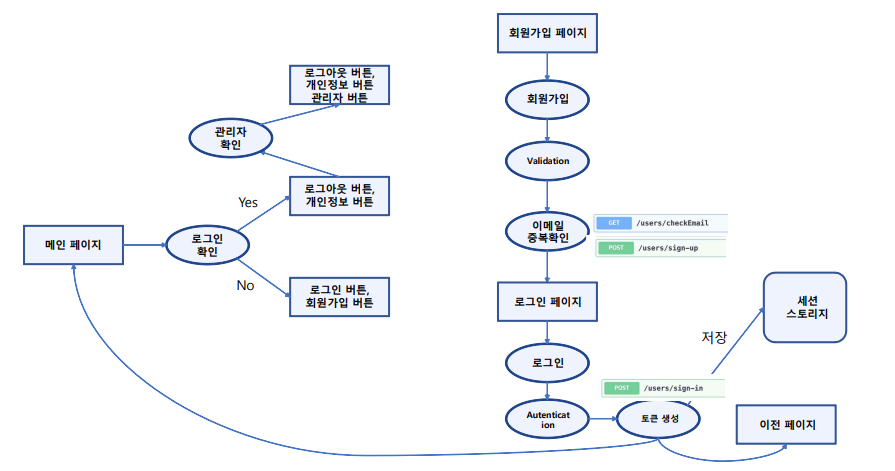 회원가입 페이지
로그아웃 버튼,
개인정보 버튼
관리자 버튼
회원가입
관리자
확인
Validation
로그아웃 버튼,
개인정보 버튼
Yes
이메일
중복확인
GET /users/checkEmail
POST /users/sign-up
메인 페이지
로그인
확인
No
로그인 버튼,
회원가입 버튼
로그인 페이지
세션
스토리지
저장
로그인
POST /users/sign-in
Autenticat
ion
토큰 생성
이전 페이지